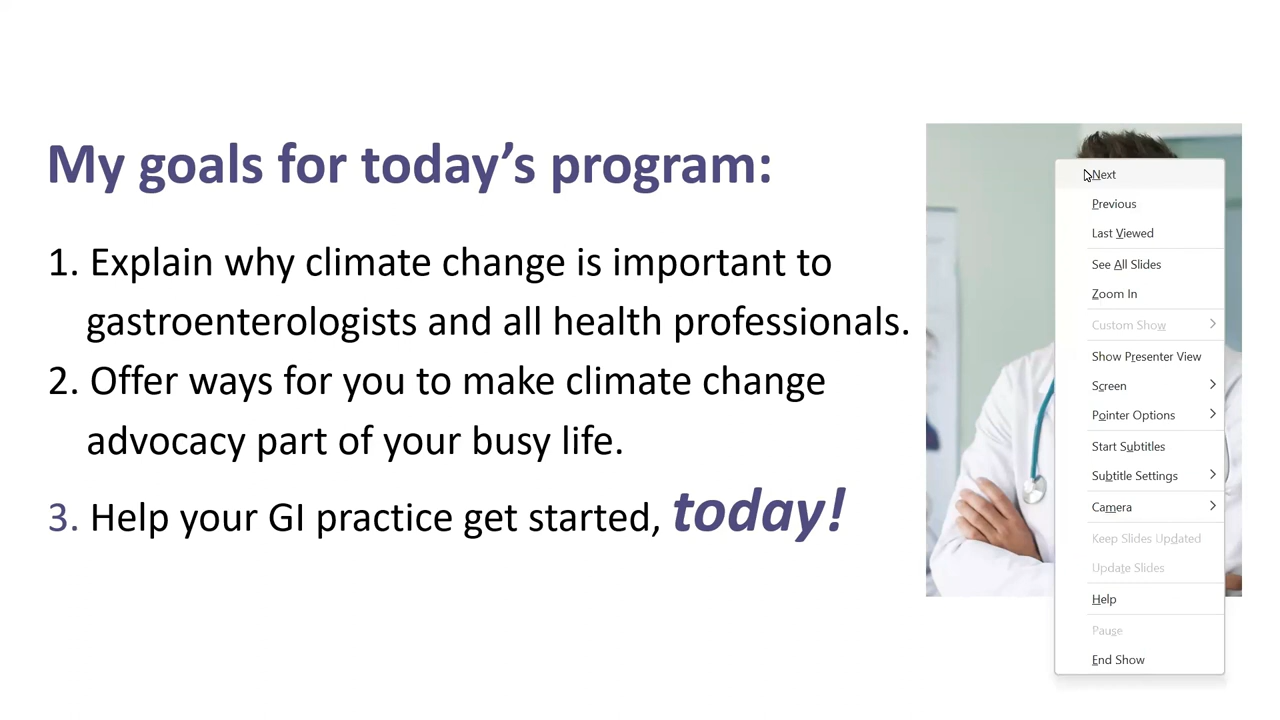 My goals for today’s program:
1. Explain why climate change is important to
gastroenterologists and all health professionals.
2. Offer ways for you to make climate change
advocacy part of your busy life.
3. Help your GI practice get started, today!
Next
Previous
Last Viewed
See All Slides
Zoom In
Custom Show
Show Presenter View
Screen
Pointer Options
Start Subtitles
Subtitle Settings
Camera
Keep Slides Updated
Update Slides
Help
Pause
End Show